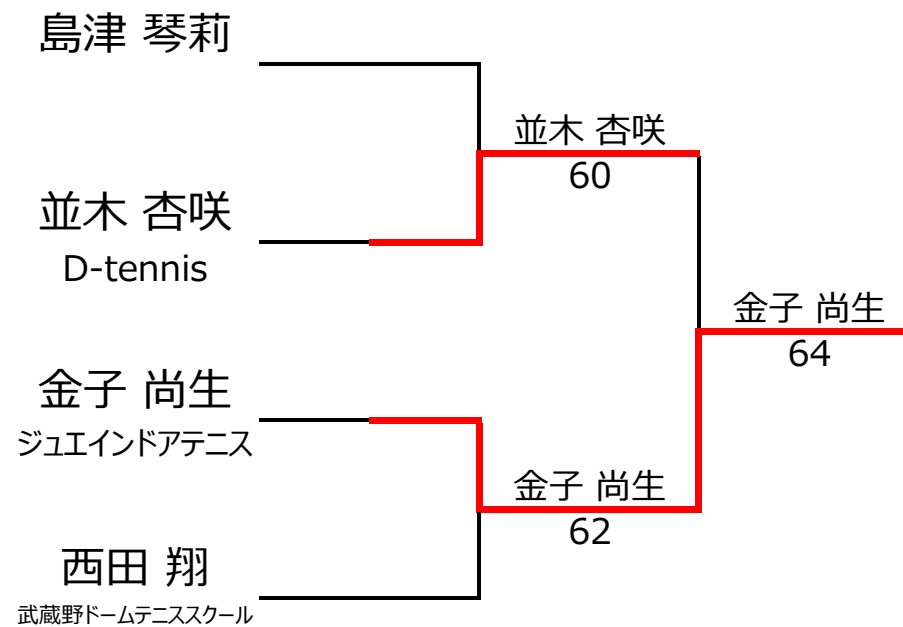 島津 琴莉
並木 杏咲
60
並木 杏咲
D-tennis
金子 尚生
64
金子 尚生
ジュエインドアテニス
金子 尚生
62
西田 翔
武蔵野ドームテニススクール